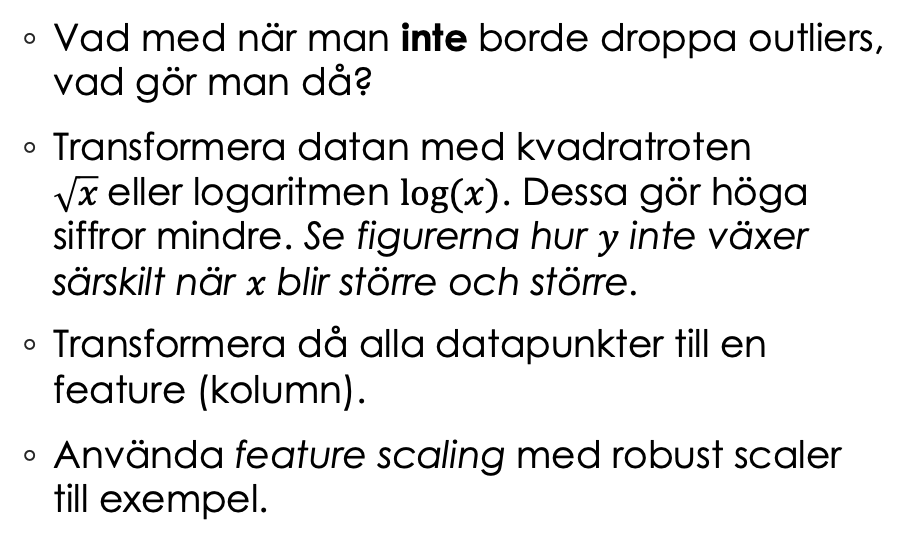 ◦ Vad med när man inte borde droppa outliers,
vad gör man då?
◦ Transformera datan med kvadratroten
√x eller logaritmen log(x). Dessa gör höga
siffror mindre. Se figurerna hur y inte växer
särskilt när x blir större och större.
◦ Transformera då alla datapunkter till en
feature (kolumn).
◦ Använda feature scaling med robust scaler
till exempel.